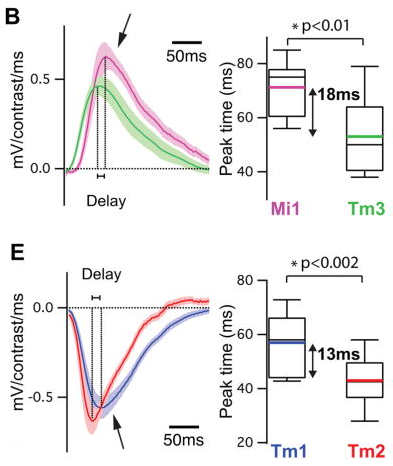 B
50ms
mV/contrast/ms
0.5
0.0
Delay
Peak time (ms)
80
60
40
* p<0.01
18ms
Mi1
Tm3
E
Delay
mV/contrast/ms
0.0
-0.5
50ms
Peak time (ms)
80
60
40
20
* p<0.002
13ms
Tm1
Tm2